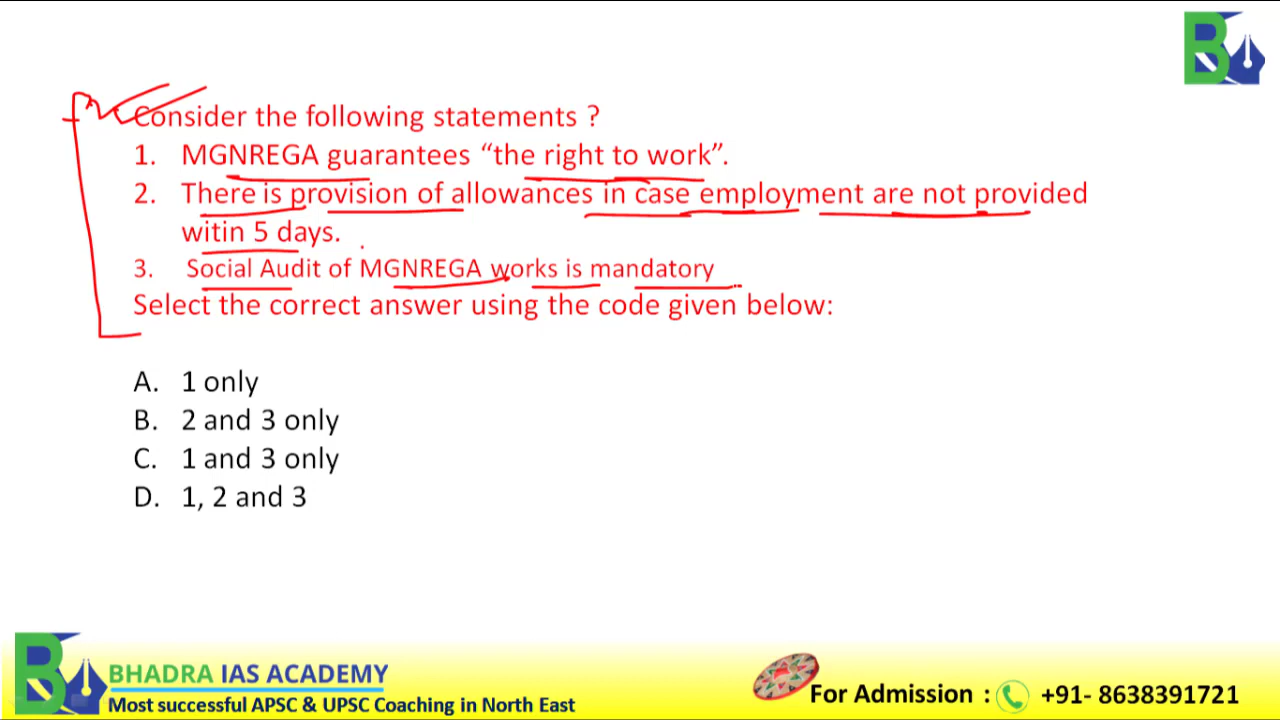 Consider the following statements ?
1. MGNREGA guarantees “the right to work”.
2. There is provision of allowances in case employment are not provided
witin 5 days.
3. Social Audit of MGNREGA works is mandatory
Select the correct answer using the code given below:
A. 1 only
B. 2 and 3 only
C. 1 and 3 only
D. 1, 2 and 3
BHADRA IAS ACADEMY
Most successful APSC & UPSC Coaching in North East
For Admission : +91- 8638391721